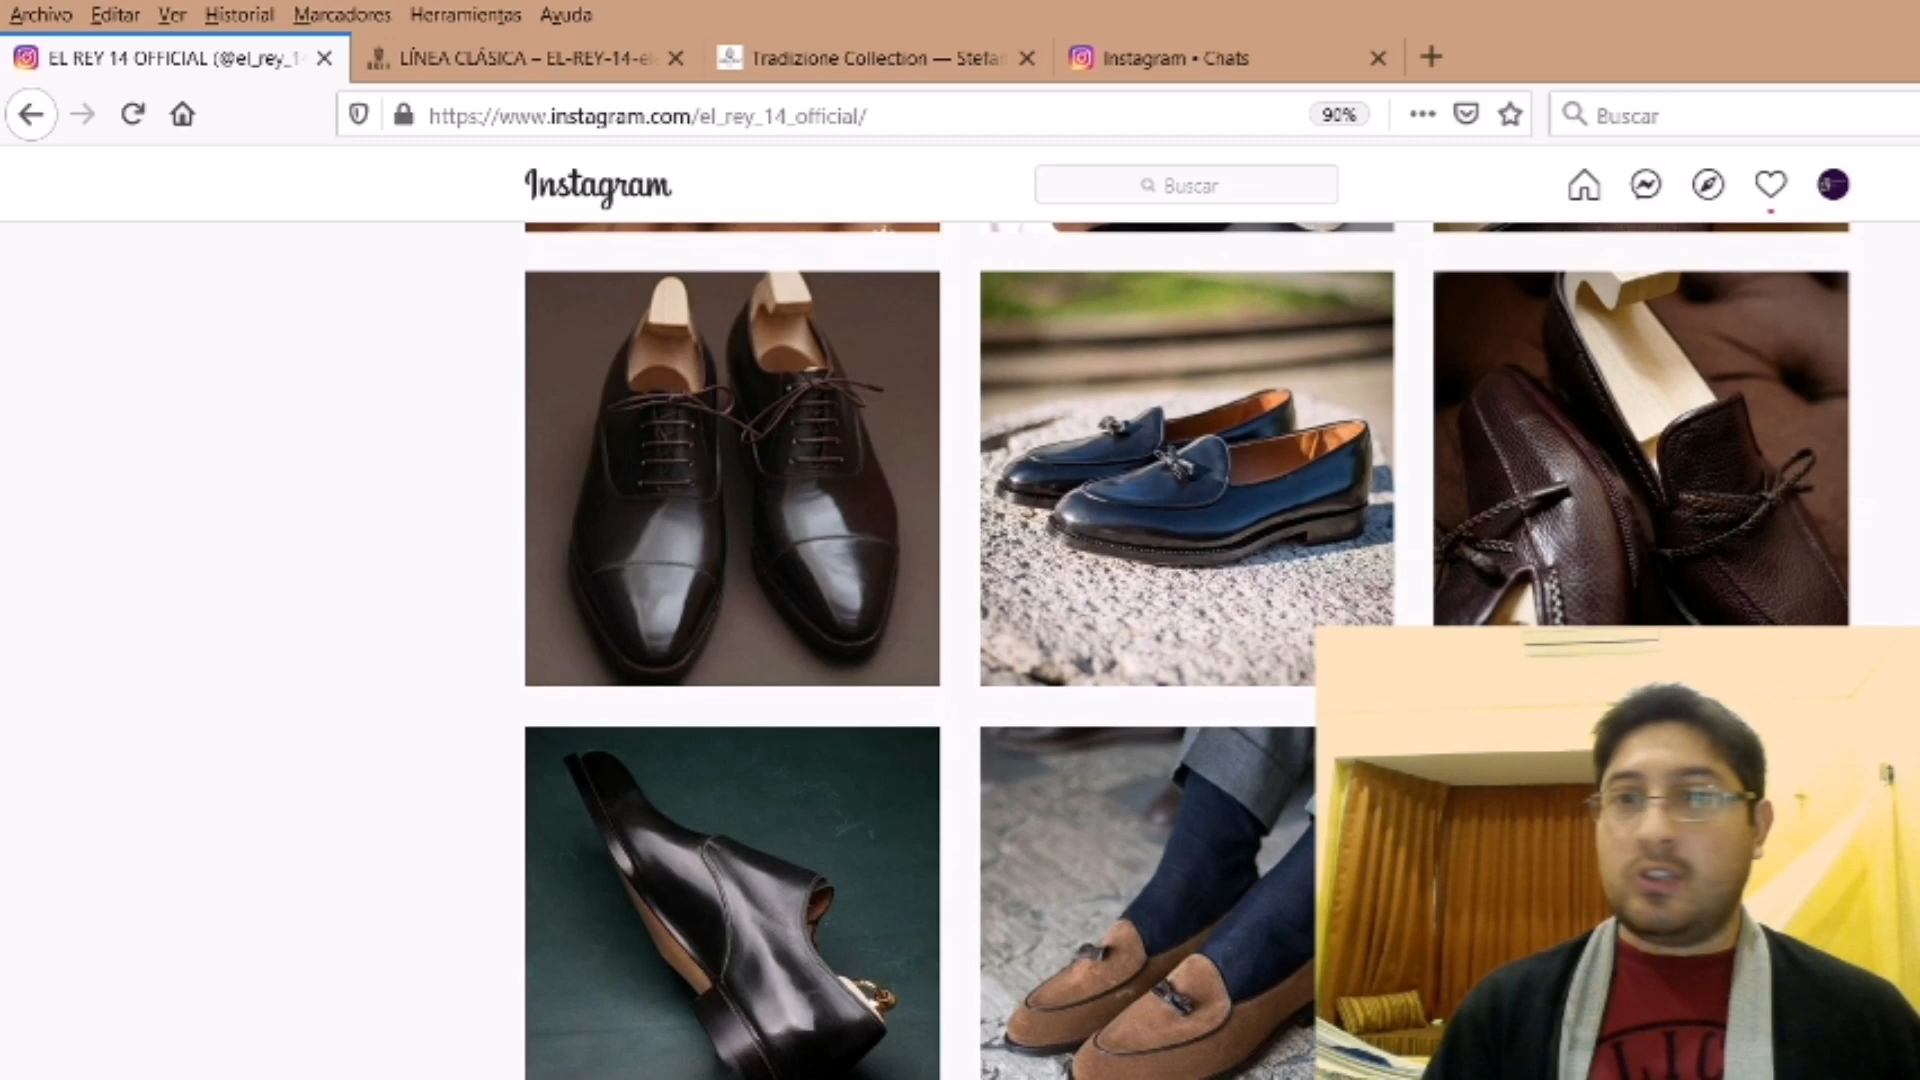 Archivo Editar Ver Historial Marcadores Herramientas Ayuda
EL REY 14 OFFICIAL (@el_rey_1 LÍNEA CLÁSICA – EL-REY-14-el Tradizione Collection — Stefan Instagram • Chats
https://www.instagram.com/el_rey_14_official/ 90% Buscar
Instagram Buscar